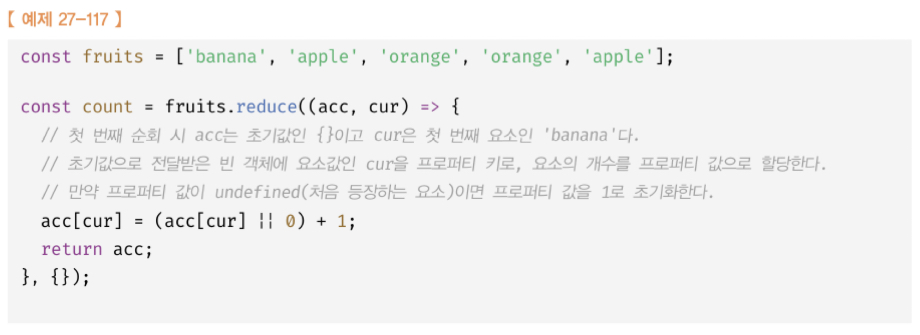 【 예제 27-117 】
const fruits = ['banana', 'apple', 'orange', 'orange', 'apple'];
const count = fruits.reduce((acc, cur) => {
// 첫 번째 순회 시 acc는 초기값인 {}이고 cur은 첫 번째 요소인 'banana'다.
// 초기값으로 전달받은 빈 객체에 요소값인 cur을 프로퍼티 키로, 요소의 개수를 프로퍼티 값으로 할당한다.
// 만약 프로퍼티 값이 undefined(처음 등장하는 요소)이면 프로퍼티 값을 1로 초기화한다.
acc[cur] = (acc[cur] || 0) + 1;
return acc;
}, {});